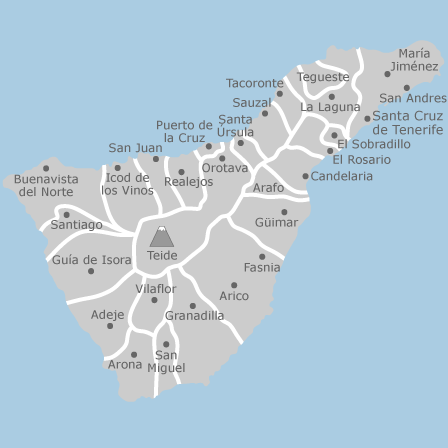 María
Jiménez
Tegueste
Tacoronte
San Andres
Sauzal
La Laguna
Santa Cruz
de Tenerife
Puerto de
la Cruz
Santa
Úrsula
El Sobradillo
San Juan
El Rosario
Orotava
Buenavista
del Norte
Icod de
los Vinos
Realejos
Candelaria
Arafo
Santiago
Güimar
Teide
Guía de Isora
Fasnia
Vilaflor
Arico
Adeje
Granadilla
Arona
San
Miguel